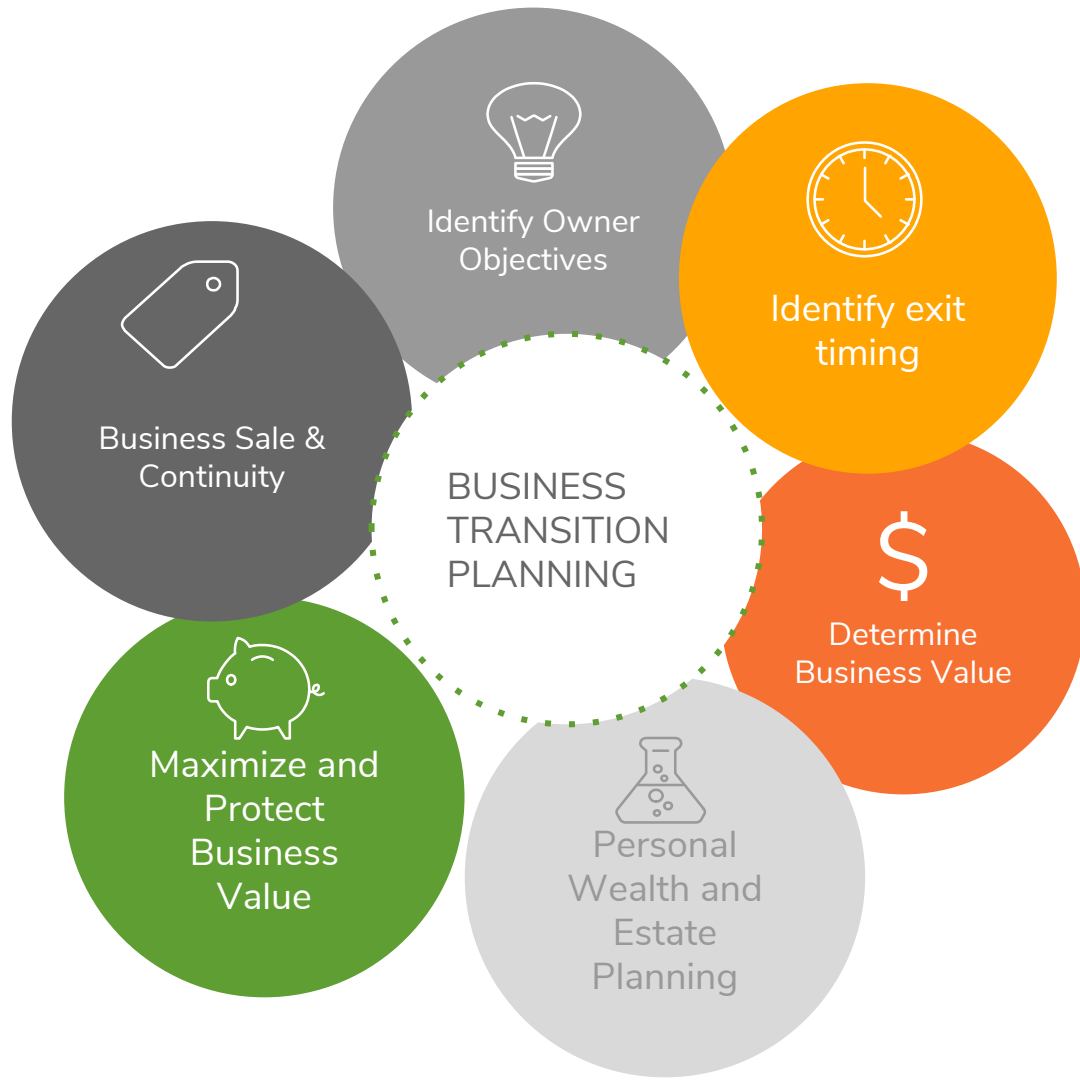 Identify Owner
Objectives
Identify exit
timing
Determine
Business Value
Personal
Wealth and
Estate
Planning
Maximize and
Protect
Business
Value
Business Sale &
Continuity
BUSINESS
TRANSITION
PLANNING
$